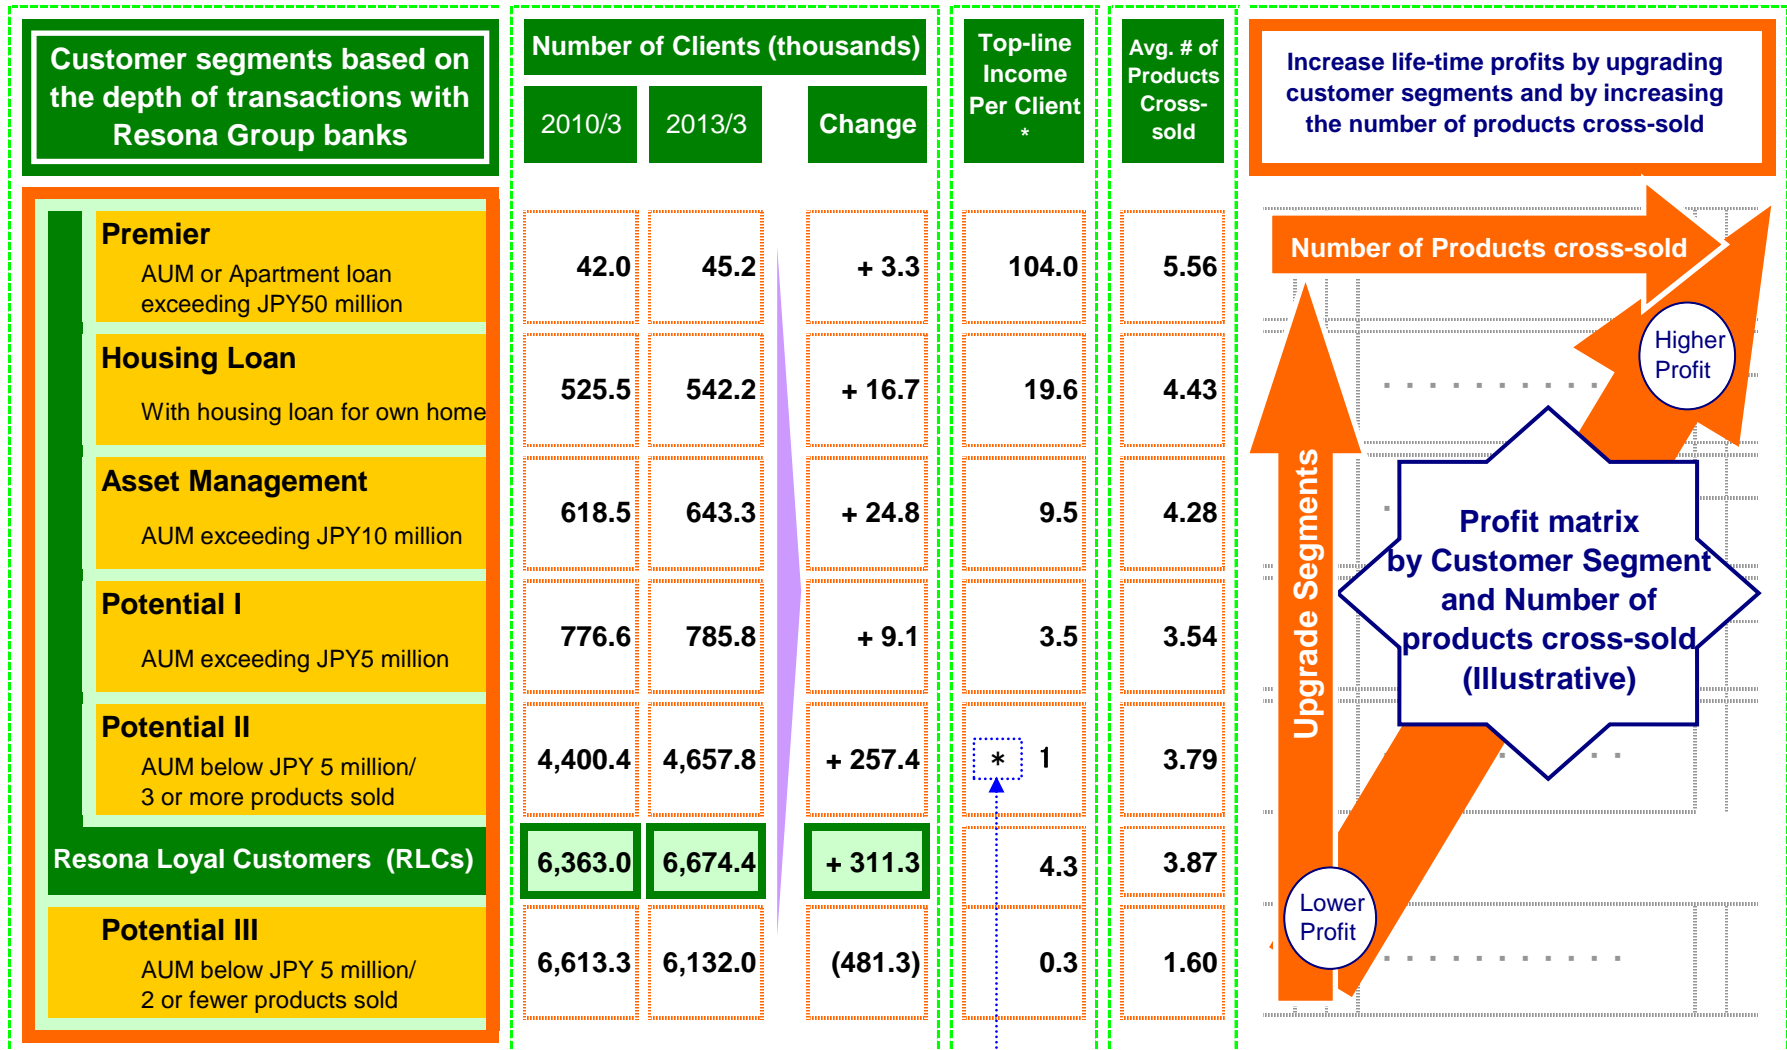 Customer segments based on
the depth of transactions with
Resona Group banks
Number of Clients (thousands)
2010/3
2013/3
Change
Top-line
Income
Per Client
*
Avg. # of
Products
Cross-
sold
Increase life-time profits by upgrading
customer segments and by increasing
the number of products cross-sold
Premier
AUM or Apartment loan
exceeding JPY50 million
42.0
45.2
+ 3.3
104.0
5.56
Housing Loan
With housing loan for own home
525.5
542.2
+ 16.7
19.6
4.43
Asset Management
AUM exceeding JPY10 million
618.5
643.3
+ 24.8
9.5
4.28
Potential I
AUM exceeding JPY5 million
776.6
785.8
+ 9.1
3.5
3.54
Potential II
AUM below JPY 5 million/
3 or more products sold
4,400.4
4,657.8
+ 257.4
* 1
3.79
Resona Loyal Customers (RLCs)
6,363.0
6,674.4
+ 311.3
4.3
3.87
Potential III
AUM below JPY 5 million/
2 or fewer products sold
6,613.3
6,132.0
(481.3)
0.3
1.60
Number of Products cross-sold
Upgrade Segments
Higher
Profit
Profit matrix
by Customer Segment
and Number of
products cross-sold
(Illustrative)
Lower
Profit